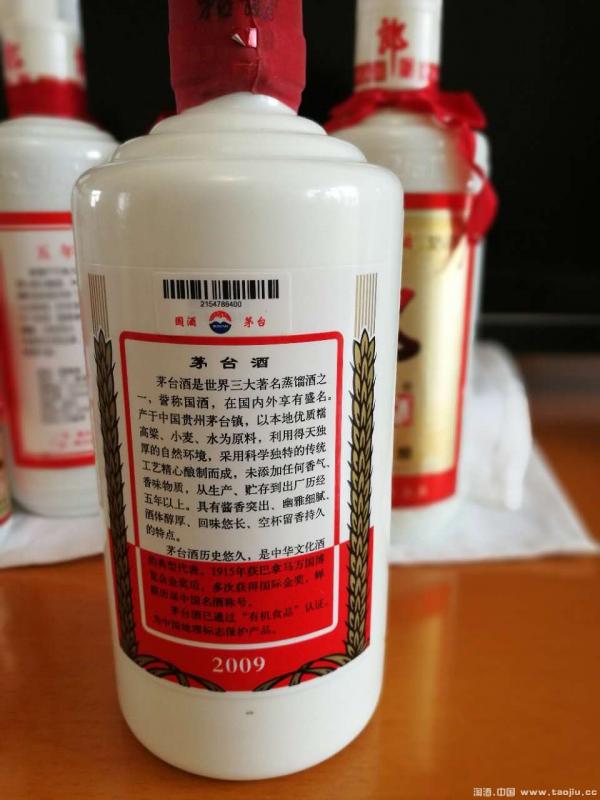 郎
五年
2154786400
国酒 茅台
茅台酒
茅台酒是世界三大著名蒸馏酒之
一，誉称国酒，在国内外享有盛名。
产于中国贵州茅台镇，以本地优质糯
高粱、小麦、水为原料，利用得天独
厚的自然环境，采用科学独特的传统
工艺精心酿制而成，未添加任何香气、
香味物质，从生产、贮存到出厂历经
五年以上。具有酱香突出、幽雅细腻、
酒体醇厚、回味悠长、空杯留香持久
的特点。
茅台酒历史悠久，是中华文化酒
的典型代表。1915年获巴拿马万国博
览会金奖后，多次获得国际金奖，蝉
联历届中国名酒称号。
茅台酒已通过“有机食品”认证，
为中国地理标志保护产品。
2009
淘酒.中国 www.taojiu.cc